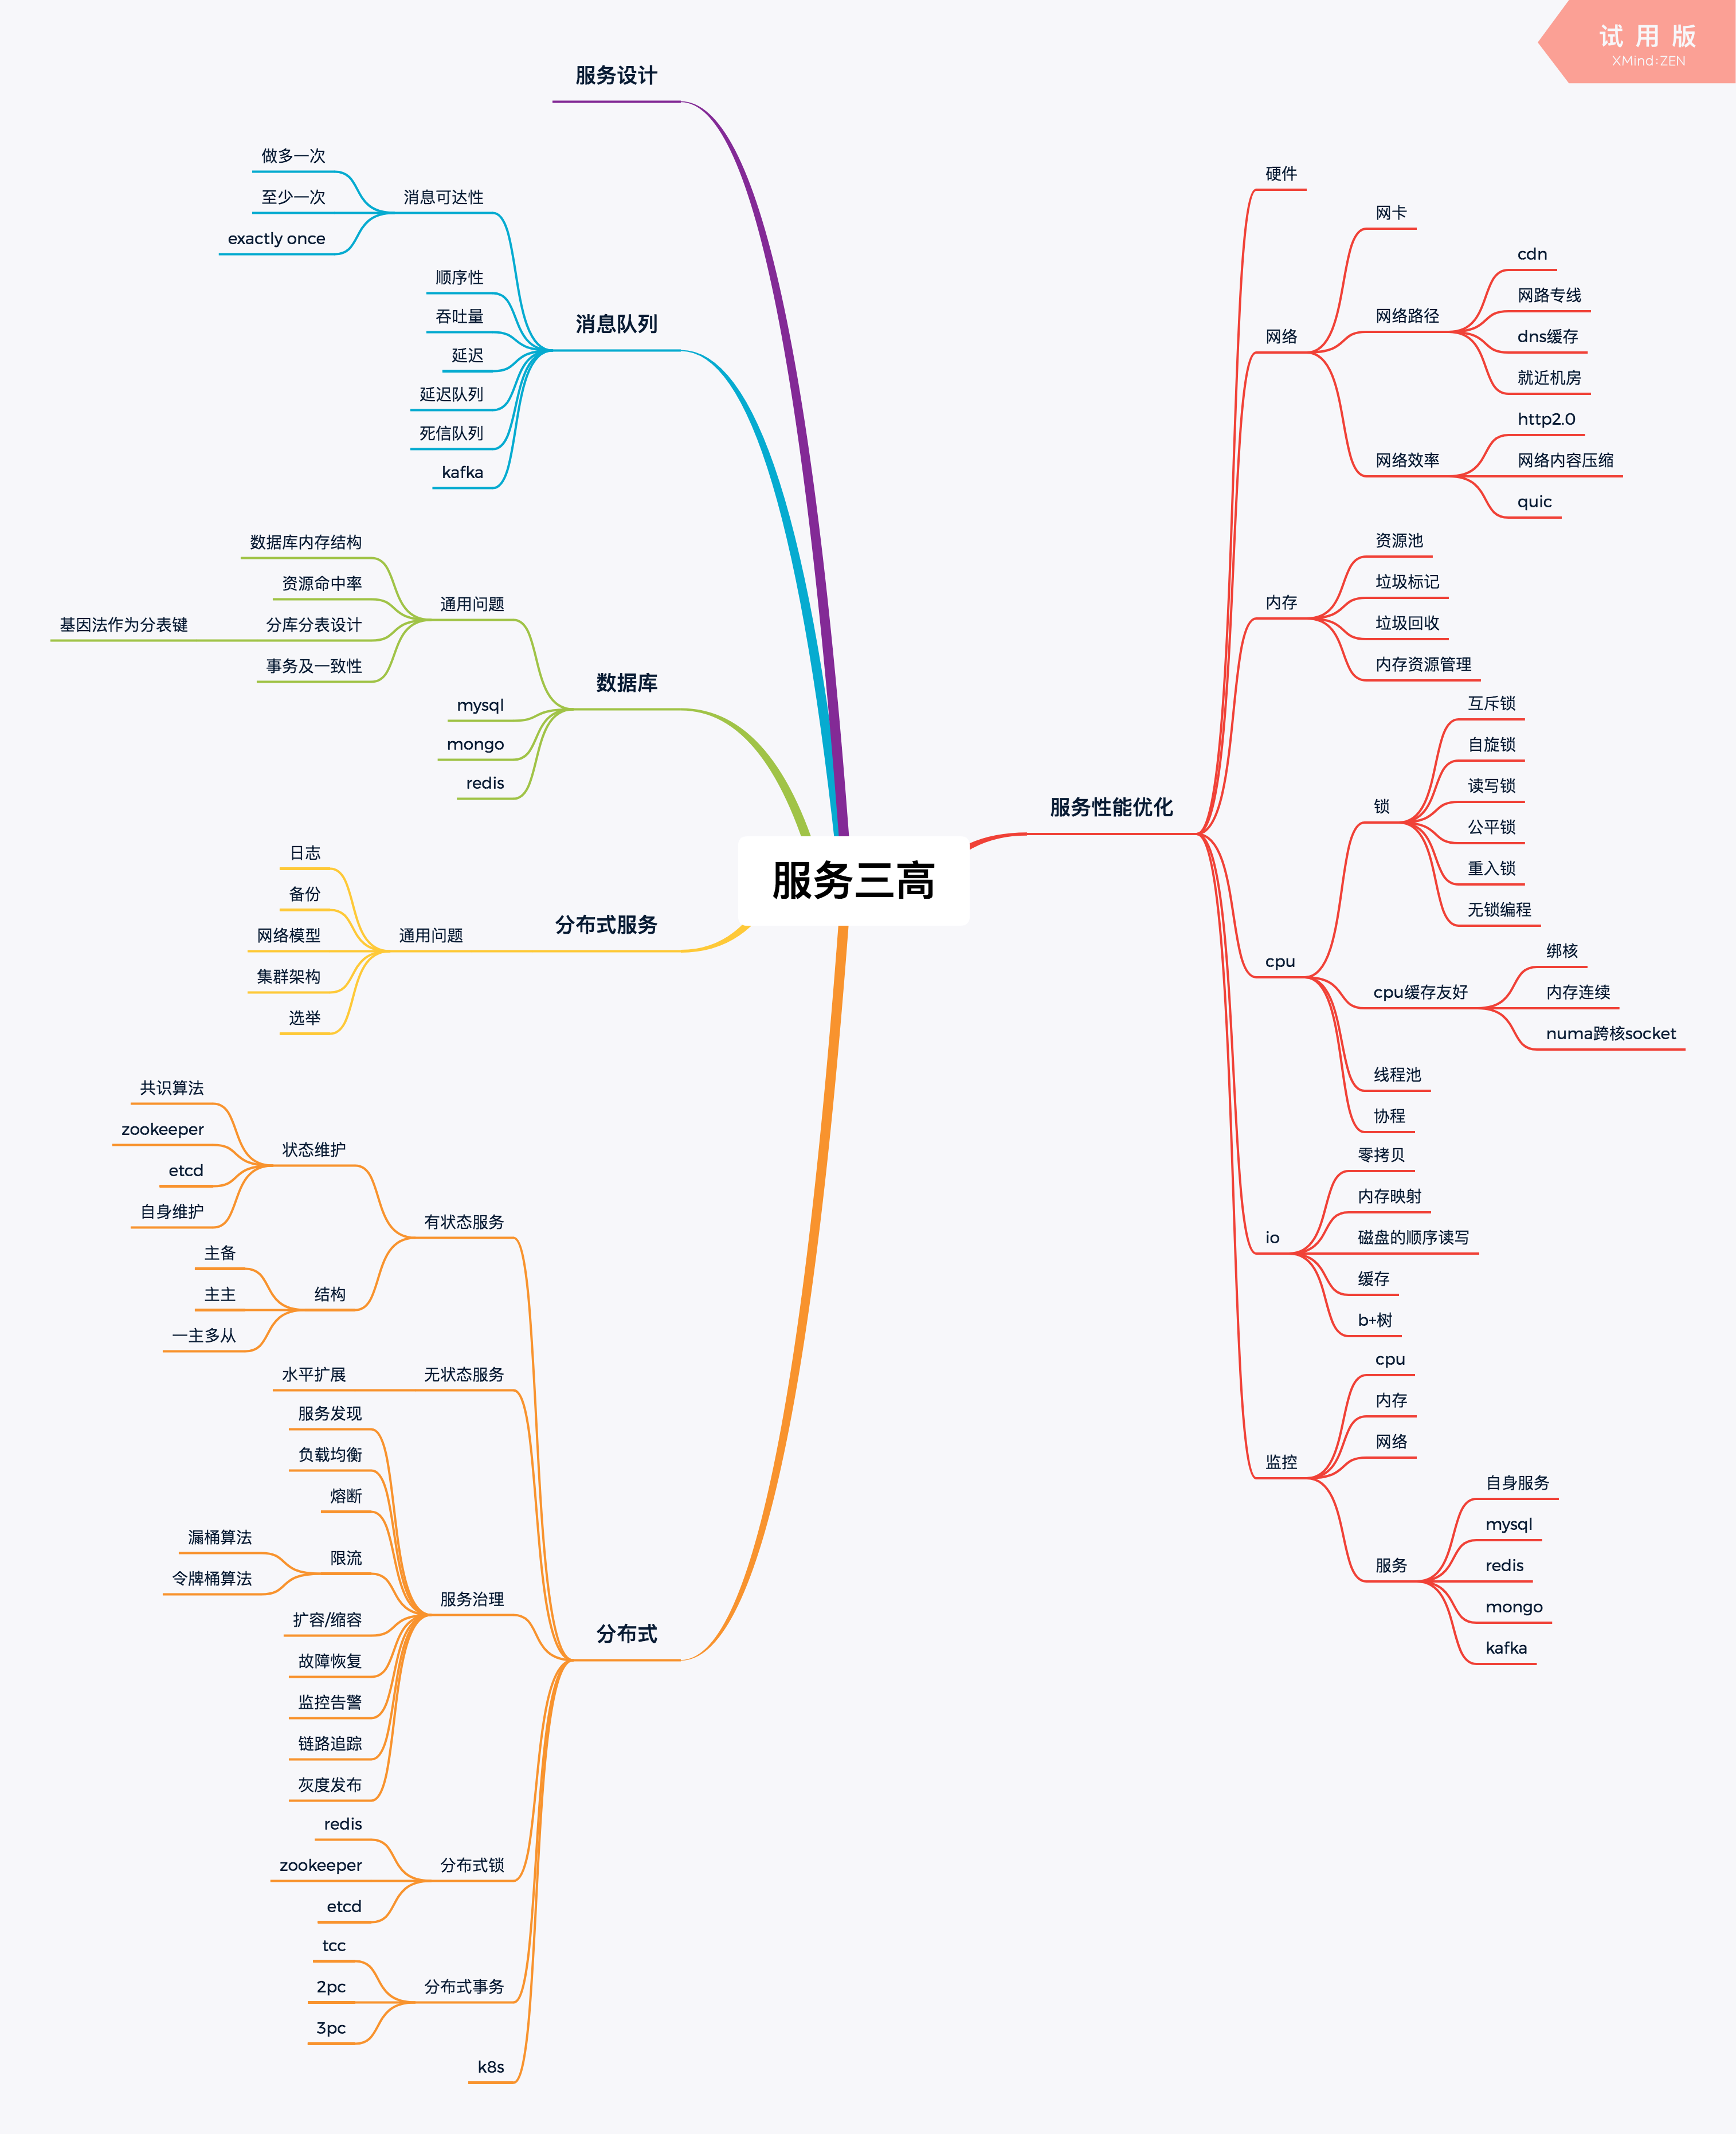 试用版
XMind:ZEN
服务三高
服务性能优化
硬件
网络
网卡
网络路径
cdn
网路专线
dns缓存
就近机房
网络效率
http2.0
网络内容压缩
quic
内存
资源池
垃圾标记
垃圾回收
内存资源管理
cpu
锁
互斥锁
自旋锁
读写锁
公平锁
重入锁
无锁编程
cpu缓存友好
绑核
内存连续
numa跨核socket
线程池
协程
io
零拷贝
内存映射
磁盘的顺序读写
缓存
b+树
监控
cpu
内存
网络
服务
自身服务
mysql
redis
mongo
kafka
服务设计
消息队列
消息可达性
做多一次
至少一次
exactly once
顺序性
吞吐量
延迟
延迟队列
死信队列
kafka
数据库
通用问题
数据库内存结构
资源命中率
分库分表设计
基因法作为分表键
事务及一致性
mysql
mongo
redis
分布式服务
通用问题
日志
备份
网络模型
集群架构
选举
分布式
有状态服务
状态维护
共识算法
zookeeper
etcd
自身维护
结构
主备
主主
一主多从
无状态服务
水平扩展
服务治理
服务发现
负载均衡
熔断
限流
漏桶算法
令牌桶算法
扩容/缩容
故障恢复
监控告警
链路追踪
灰度发布
分布式锁
redis
zookeeper
etcd
分布式事务
tcc
2pc
3pc
k8s